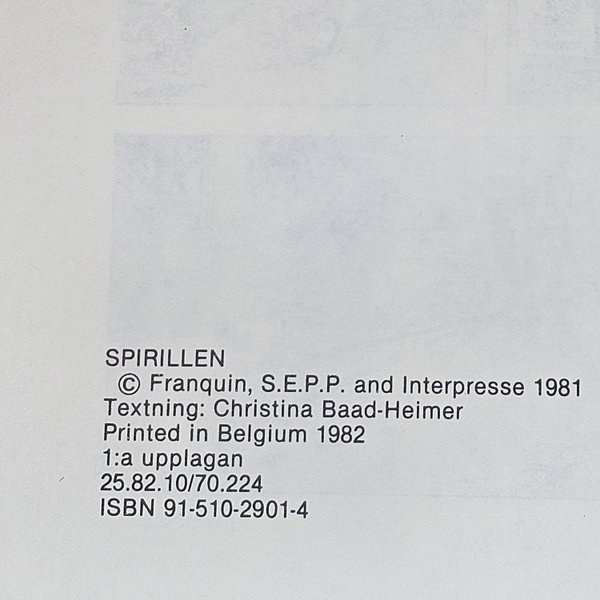 SPIRILLEN
© Franquin, S.E.P.P. and Interpresse 1981
Textning: Christina Baad-Heimer
Printed in Belgium 1982
1:a upplagan
25.82.10/70.224
ISBN 91-510-2901-4